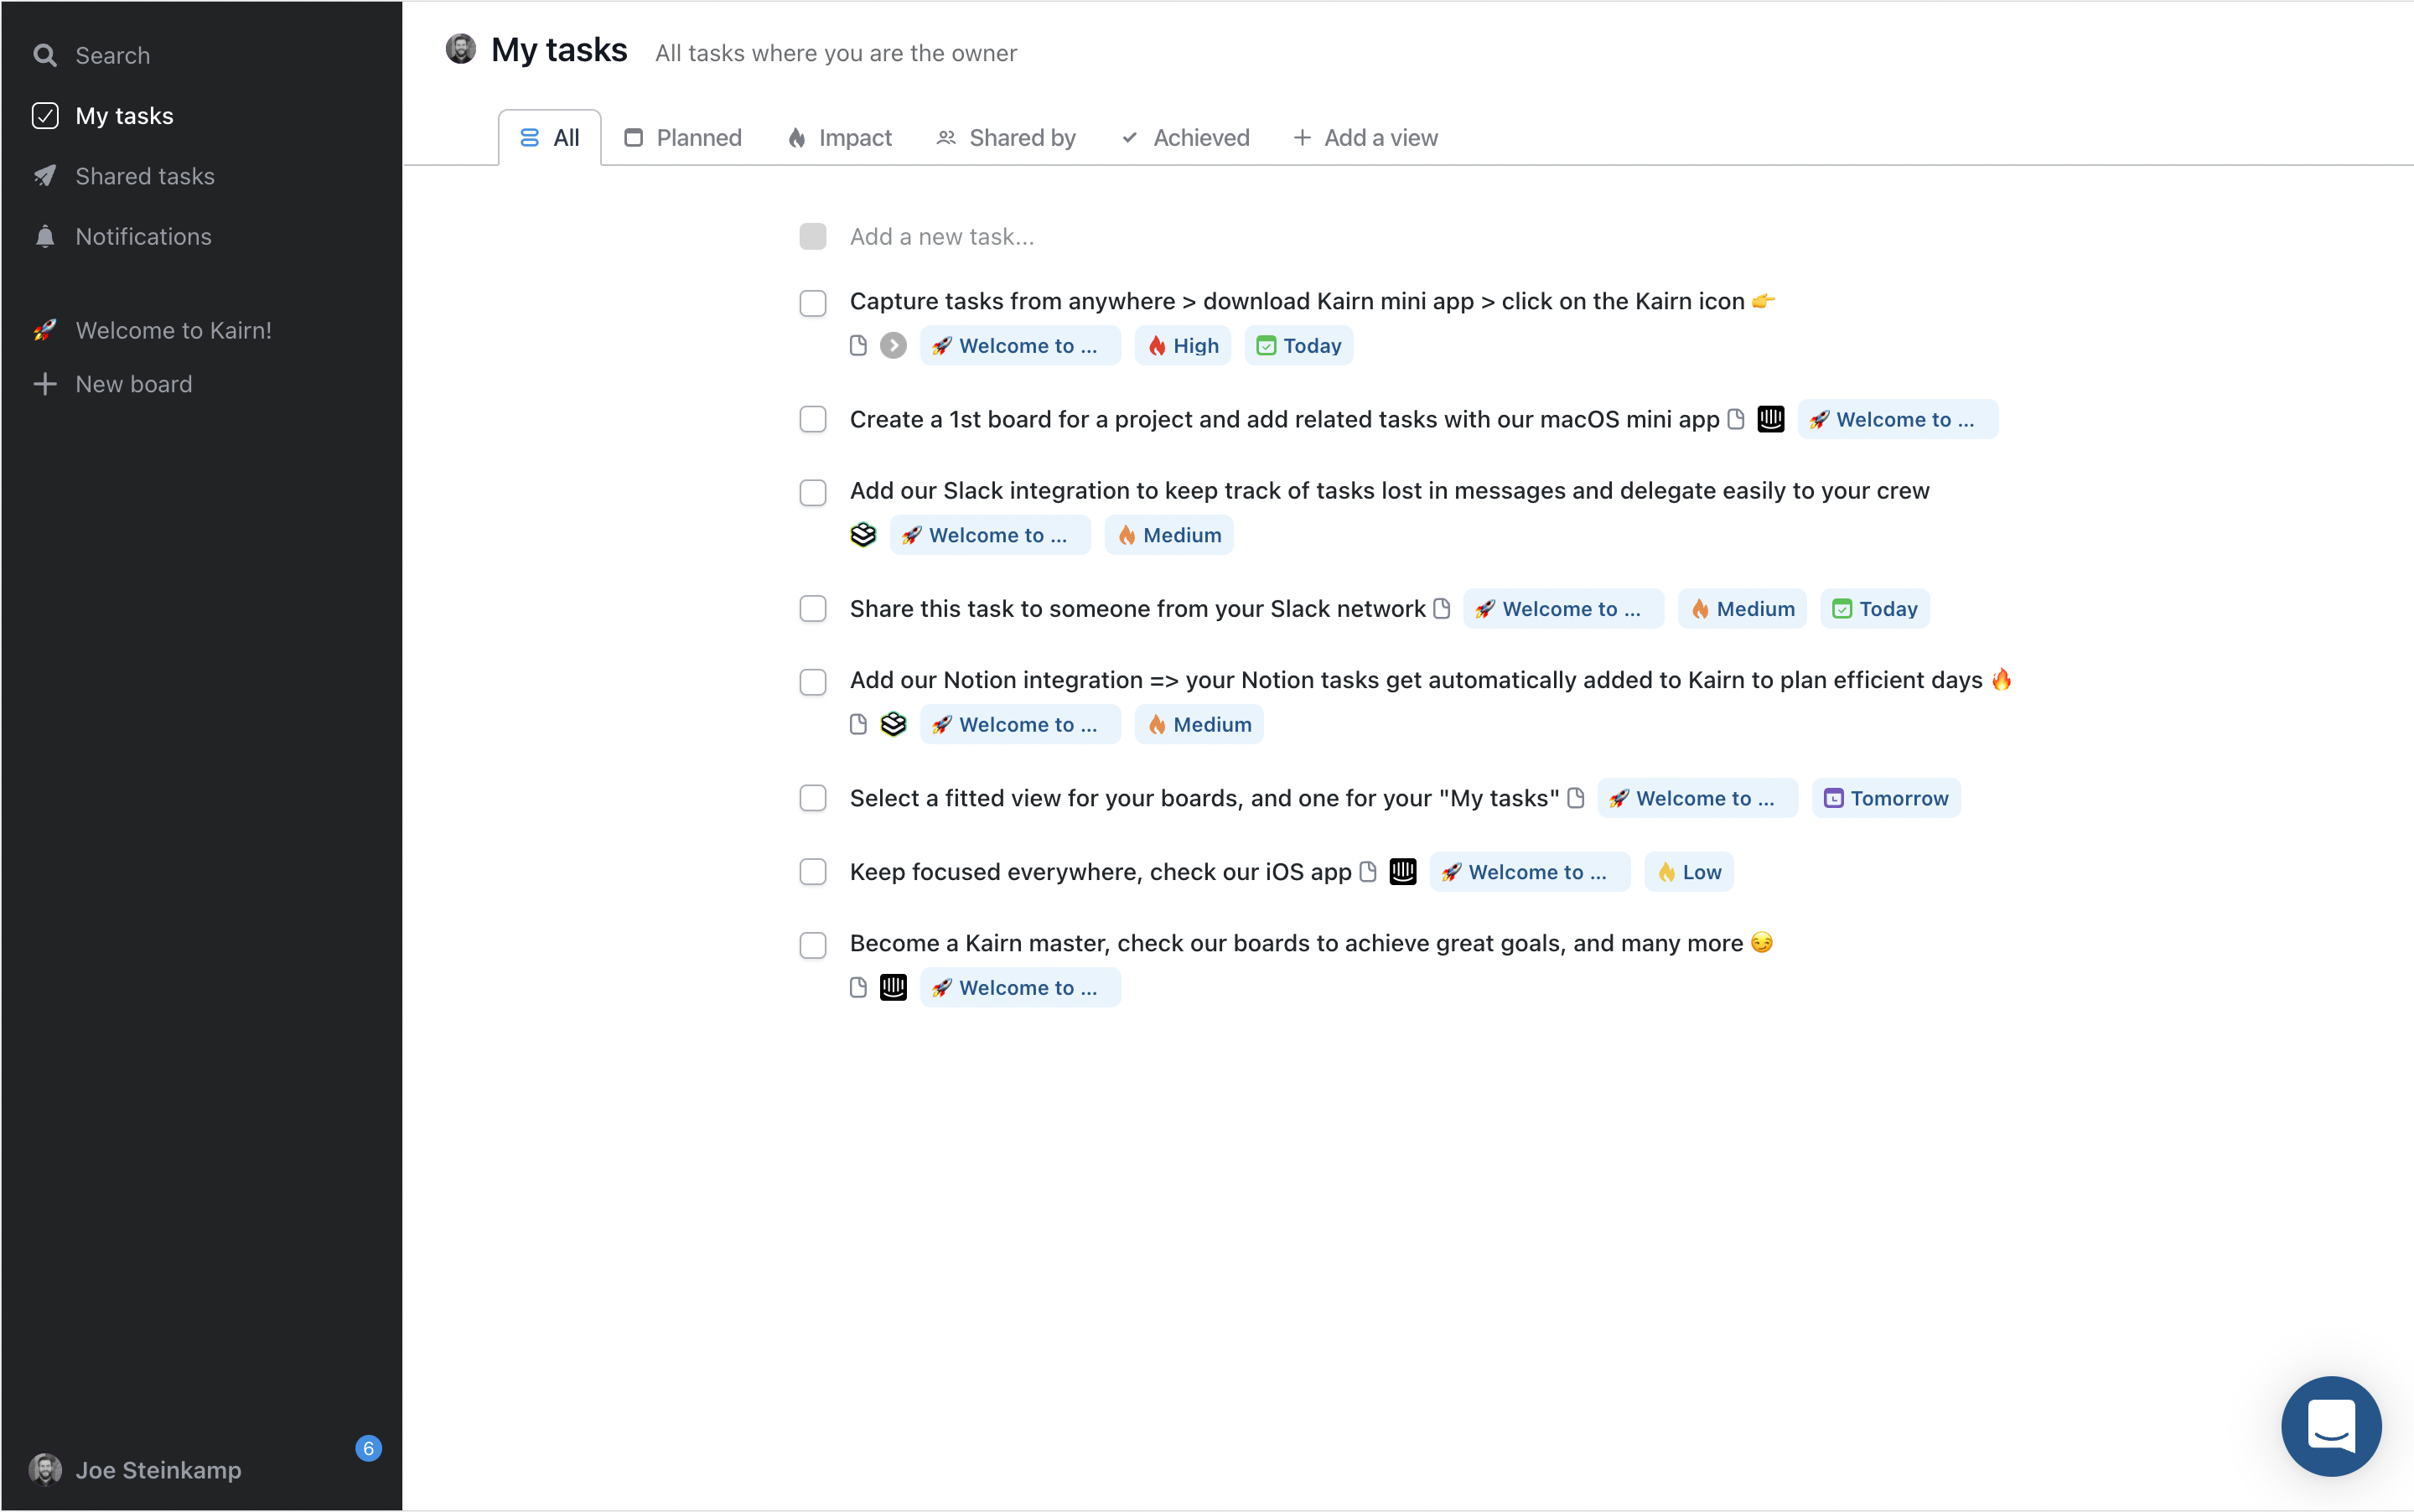 Search
My tasks
Shared tasks
Notifications
🚀 Welcome to Kairn!
New board
Joe Steinkamp
6
My tasks All tasks where you are the owner
All Planned Impact Shared by Achieved + Add a view
Add a new task...
Capture tasks from anywhere > download Kairn mini app > click on the Kairn icon 👉
🚀 Welcome to ... High Today
Create a 1st board for a project and add related tasks with our macOS mini app 🚀 Welcome to ...
Add our Slack integration to keep track of tasks lost in messages and delegate easily to your crew
🚀 Welcome to ... Medium
Share this task to someone from your Slack network 🚀 Welcome to ... Medium Today
Add our Notion integration => your Notion tasks get automatically added to Kairn to plan efficient days 🔥
🚀 Welcome to ... Medium
Select a fitted view for your boards, and one for your "My tasks" 🚀 Welcome to ... Tomorrow
Keep focused everywhere, check our iOS app 🚀 Welcome to ... Low
Become a Kairn master, check our boards to achieve great goals, and many more 😏
🚀 Welcome to ...